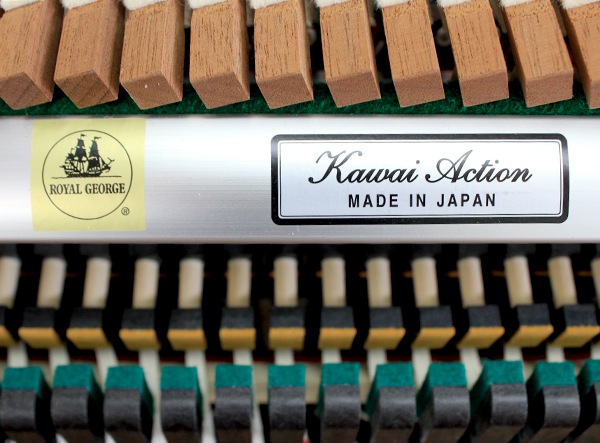 ROYAL GEORGE
®
Kawai Action
MADE IN JAPAN